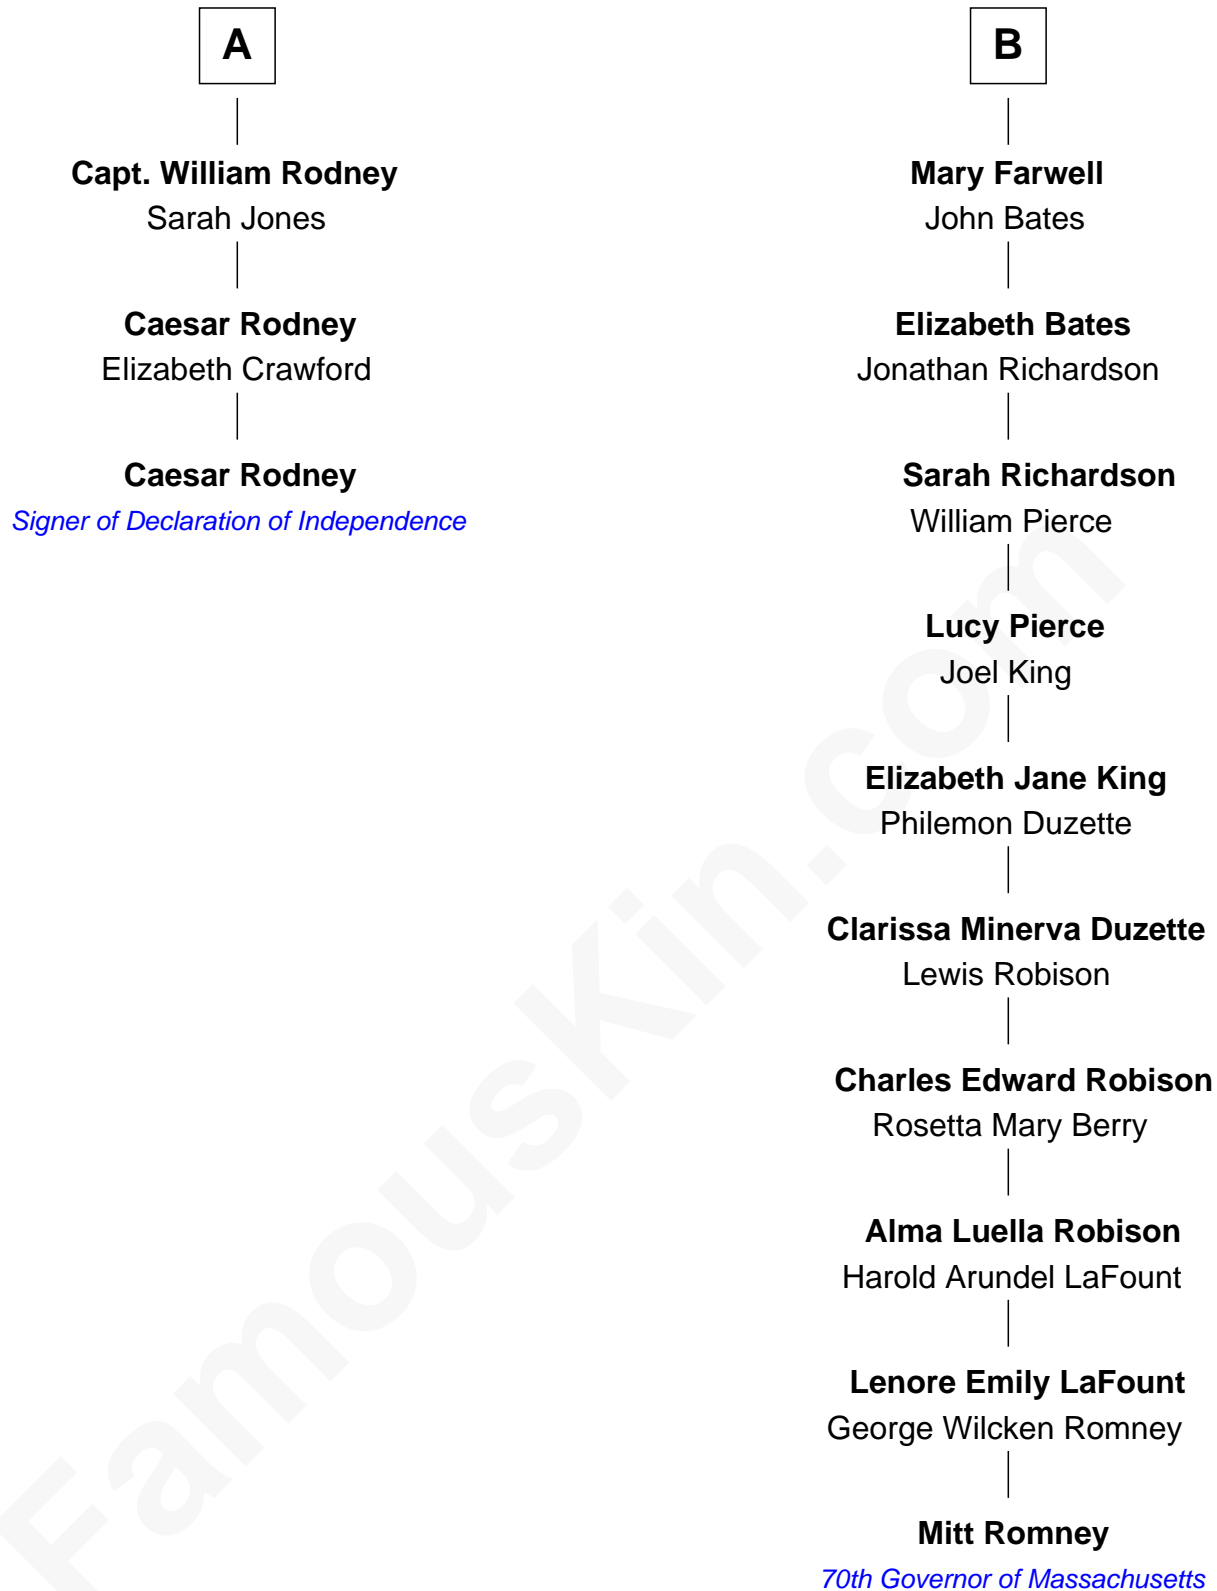 A
Capt. William Rodney
Sarah Jones
Caesar Rodney
Elizabeth Crawford
Caesar Rodney
Signer of Declaration of Independence
B
Mary Farwell
John Bates
Elizabeth Bates
Jonathan Richardson
Sarah Richardson
William Pierce
Lucy Pierce
Joel King
Elizabeth Jane King
Philemon Duzette
Clarissa Minerva Duzette
Lewis Robison
Charles Edward Robison
Rosetta Mary Berry
Alma Luella Robison
Harold Arundel LaFount
Lenore Emily LaFount
George Wilcken Romney
Mitt Romney
70th Governor of Massachusetts
FamousKin.com